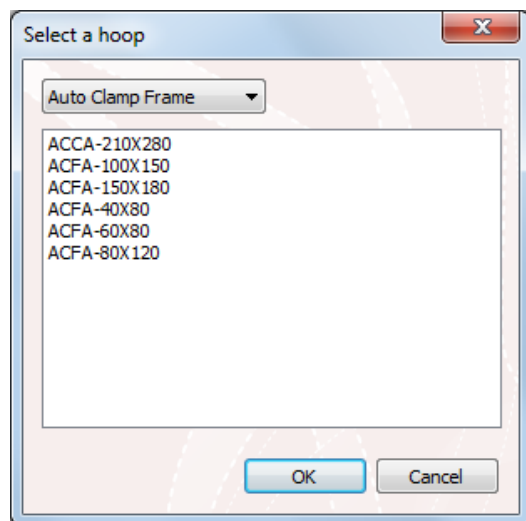 Select a hoop
Auto Clamp Frame
ACCA-210X280
ACFA-100X150
ACFA-150X180
ACFA-40X80
ACFA-60X80
ACFA-80X120
OK
Cancel